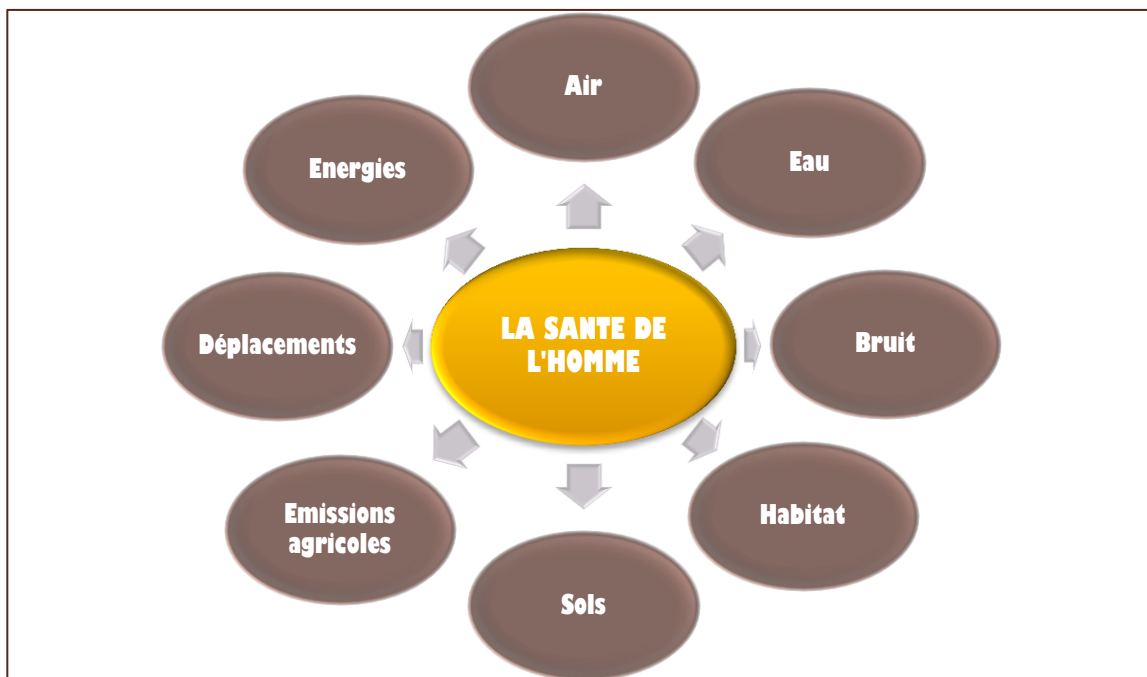 Air
Eau
Energies
LA SANTE DE
L'HOMME
Déplacements
Bruit
Emissions
agricoles
Habitat
Sols